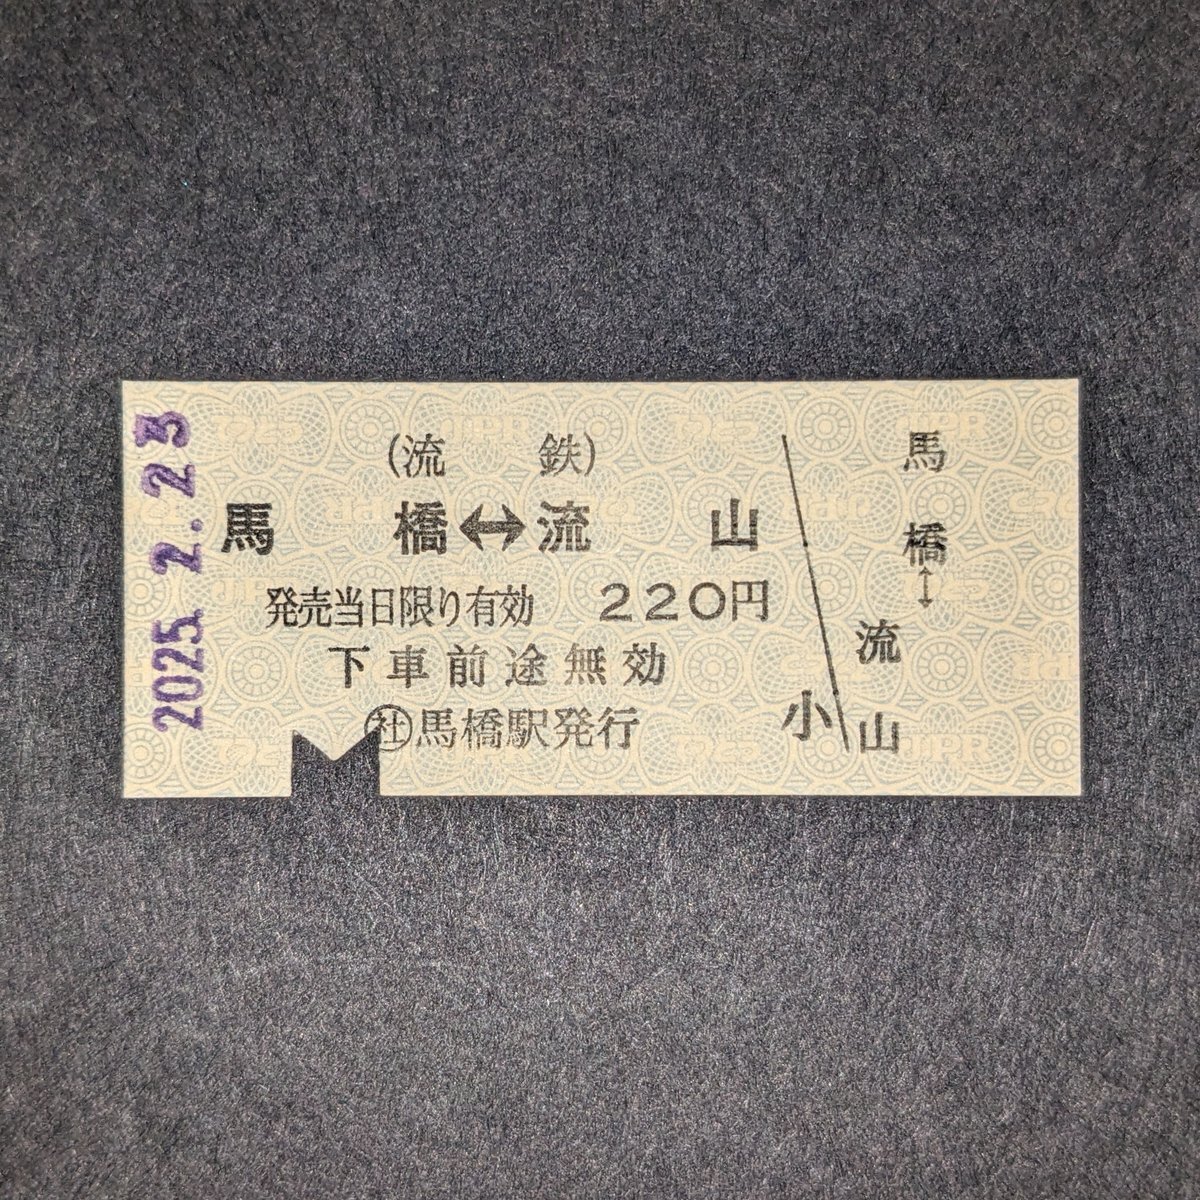 2025.2.23
(流 鉄)
馬 橋↔流 山
発売当日限り有効 220円
下車前途無効
㊓馬橋駅発行
小
馬橋↔流山